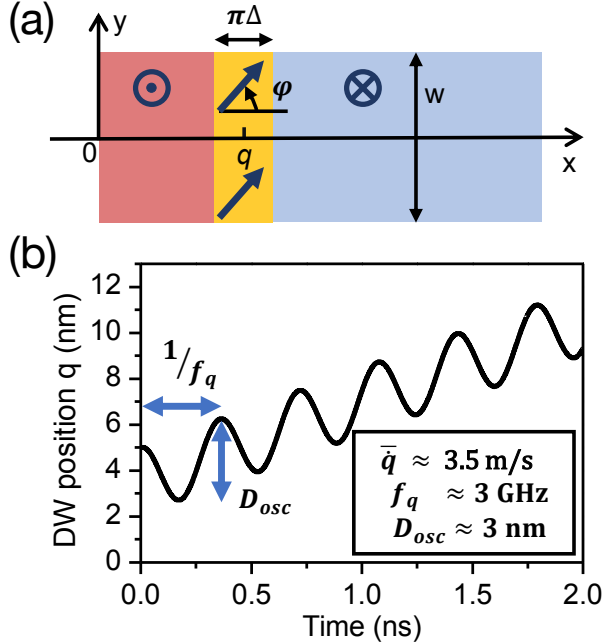 (a)
y
πΔ
φ
w
0
q
x
(b)
DW position q (nm)
12
10
8
6
4
2
0
1/f_q
D_osc
q̇̅ ≈ 3.5 m/s
f_q ≈ 3 GHz
D_osc ≈ 3 nm
0.0
0.5
1.0
1.5
2.0
Time (ns)